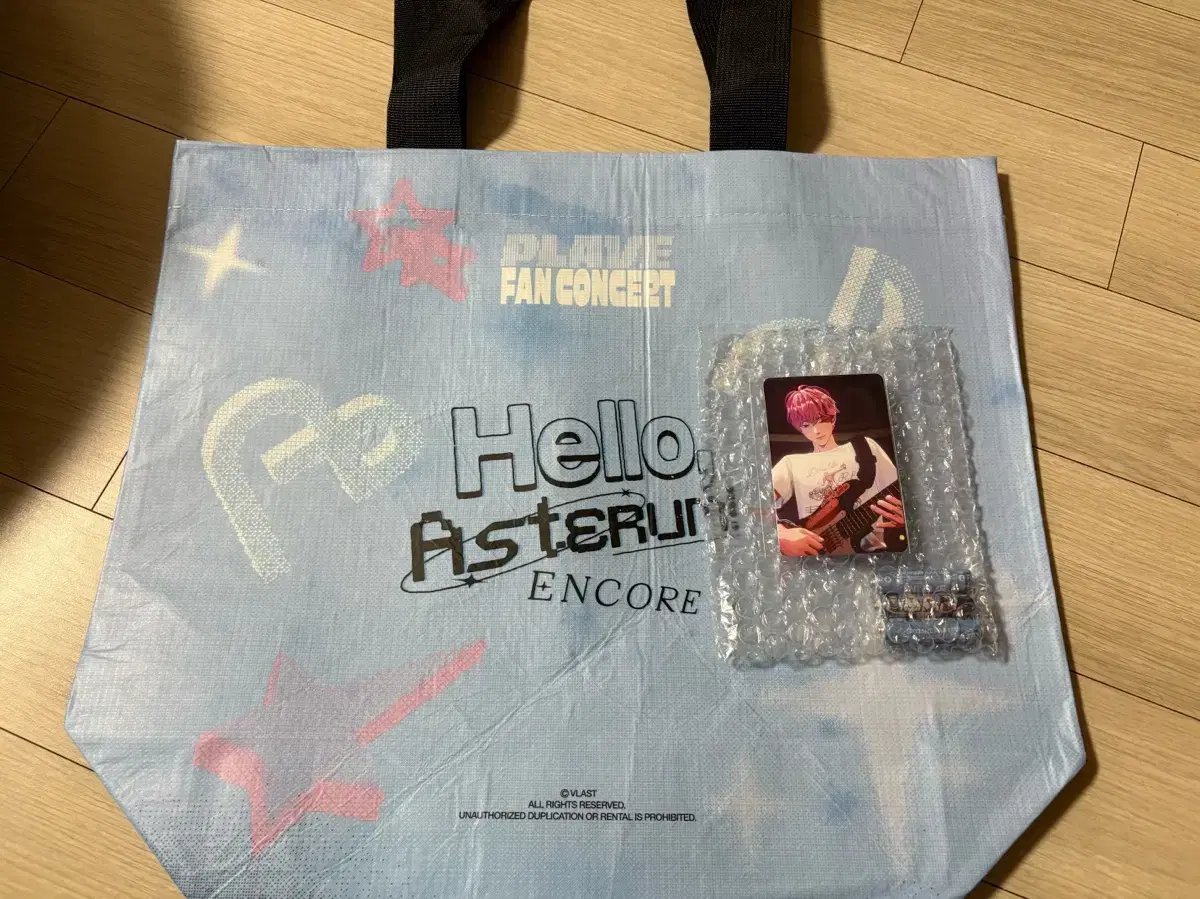 PLAVE
FAN CONCERT
Hello,
ASTERUM
ENCORE
© VLAST
ALL RIGHTS RESERVED.
UNAUTHORIZED DUPLICATION OR RENTAL IS PROHIBITED.